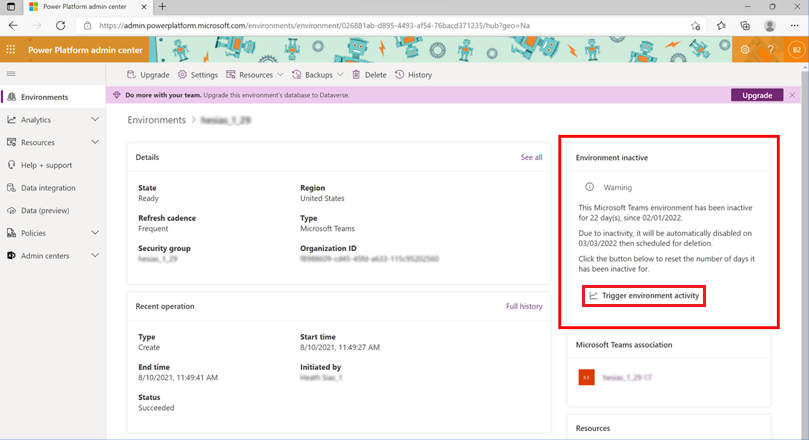 Power Platform admin center
https://admin.powerplatform.microsoft.com/environments/environment/026881ab-d895-4493-af54-76bacd371235/hub?geo=Na
Power Platform admin center
BZ
Upgrade Settings Resources Backups Delete History
Do more with your team. Upgrade this environment's database to Dataverse.
Upgrade
Environments
Analytics
Resources
Help + support
Data integration
Data (preview)
Policies
Admin centers
Environments
Details
See all
State
Ready
Region
United States
Refresh cadence
Frequent
Type
Microsoft Teams
Security group
Organization ID
Recent operation
Full history
Type
Create
Start time
8/10/2021, 11:49:27 AM
End time
8/10/2021, 11:49:41 AM
Initiated by
Status
Succeeded
Environment inactive
Warning
This Microsoft Teams environment has been inactive
for 22 day(s), since 02/01/2022.
Due to inactivity, it will be automatically disabled on
03/03/2022 then scheduled for deletion.
Click the button below to reset the number of days it
has been inactive for.
Trigger environment activity
Microsoft Teams association
Resources